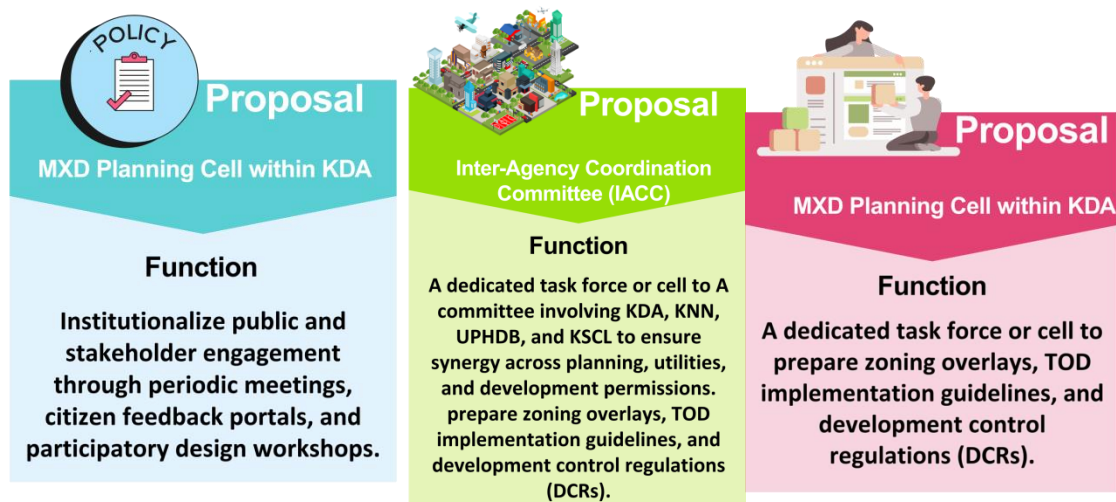 POLICY
Proposal
MXD Planning Cell within KDA
Function
Institutionalize public and
stakeholder engagement
through periodic meetings,
citizen feedback portals, and
participatory design workshops.
Proposal
Inter-Agency Coordination
Committee (IACC)
Function
A dedicated task force or cell to A
committee involving KDA, KNN,
UPHDB, and KSCL to ensure
synergy across planning, utilities,
and development permissions.
prepare zoning overlays, TOD
implementation guidelines, and
development control regulations
(DCRs).
Proposal
MXD Planning Cell within KDA
Function
A dedicated task force or cell to
prepare zoning overlays, TOD
implementation guidelines, and
development control
regulations (DCRs).